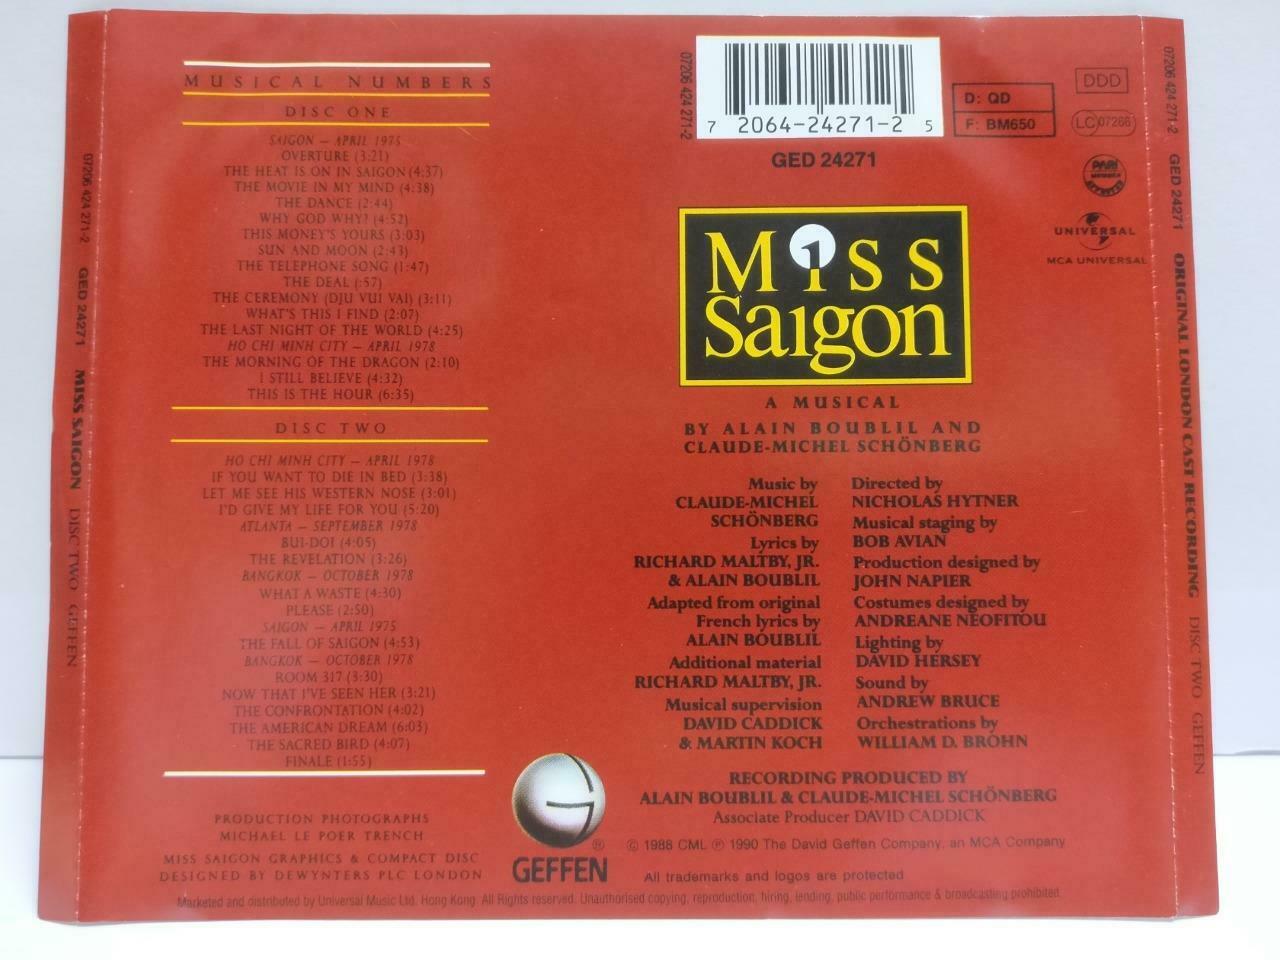 07206 424 271-2 GED 24271 MISS SAIGON DISC TWO GEFFEN
MUSICAL NUMBERS
DISC ONE
SAIGON — APRIL 1975
OVERTURE (3:21)
THE HEAT IS ON IN SAIGON (4:37)
THE MOVIE IN MY MIND (4:38)
THE DANCE (2:44)
WHY GOD WHY? (4:52)
THIS MONEY'S YOURS (3:03)
SUN AND MOON (2:43)
THE TELEPHONE SONG (1:47)
THE DEAL (:57)
THE CEREMONY (DJU VUI VAI) (3:11)
WHAT'S THIS I FIND (2:07)
THE LAST NIGHT OF THE WORLD (4:25)
HO CHI MINH CITY — APRIL 1978
THE MORNING OF THE DRAGON (2:10)
I STILL BELIEVE (4:32)
THIS IS THE HOUR (6:35)
DISC TWO
HO CHI MINH CITY — APRIL 1978
IF YOU WANT TO DIE IN BED (3:38)
LET ME SEE HIS WESTERN NOSE (3:01)
I'D GIVE MY LIFE FOR YOU (5:20)
ATLANTA — SEPTEMBER 1978
BUI-DOI (4:05)
THE REVELATION (3:26)
BANGKOK — OCTOBER 1978
WHAT A WASTE (4:30)
PLEASE (2:50)
SAIGON — APRIL 1975
THE FALL OF SAIGON (4:53)
BANGKOK — OCTOBER 1978
ROOM 317 (3:30)
NOW THAT I'VE SEEN HER (3:21)
THE CONFRONTATION (4:02)
THE AMERICAN DREAM (6:03)
THE SACRED BIRD (4:07)
FINALE (1:55)
PRODUCTION PHOTOGRAPHS
MICHAEL LE POER TRENCH
MISS SAIGON GRAPHICS & COMPACT DISC
DESIGNED BY DEWYNTERS PLC LONDON
07206 424 271-2
7 2064-24271-2 5
GED 24271
D: QD
F: BM650
DDD
LC 07266
PARI
MEMBER
APPROVED
UNIVERSAL
MCA UNIVERSAL
Miss
Saigon
A MUSICAL
BY ALAIN BOUBLIL AND
CLAUDE-MICHEL SCHÖNBERG
Music by
CLAUDE-MICHEL
SCHÖNBERG
Lyrics by
RICHARD MALTBY, JR.
& ALAIN BOUBLIL
Adapted from original
French lyrics by
ALAIN BOUBLIL
Additional material
RICHARD MALTBY, JR.
Musical supervision
DAVID CADDICK
& MARTIN KOCH
Directed by
NICHOLAS HYTNER
Musical staging by
BOB AVIAN
Production designed by
JOHN NAPIER
Costumes designed by
ANDREANE NEOFITOU
Lighting by
DAVID HERSEY
Sound by
ANDREW BRUCE
Orchestrations by
WILLIAM D. BROHN
RECORDING PRODUCED BY
ALAIN BOUBLIL & CLAUDE-MICHEL SCHÖNBERG
Associate Producer DAVID CADDICK
GEFFEN ®
© 1988 CML ℗ 1990 The David Geffen Company, an MCA Company
All trademarks and logos are protected
Marketed and distributed by Universal Music Ltd. Hong Kong. All Rights reserved. Unauthorised copying, reproduction, hiring, lending, public performance & broadcasting prohibited.
07206 424 271-2 GED 24271 ORIGINAL LONDON CAST RECORDING DISC TWO GEFFEN